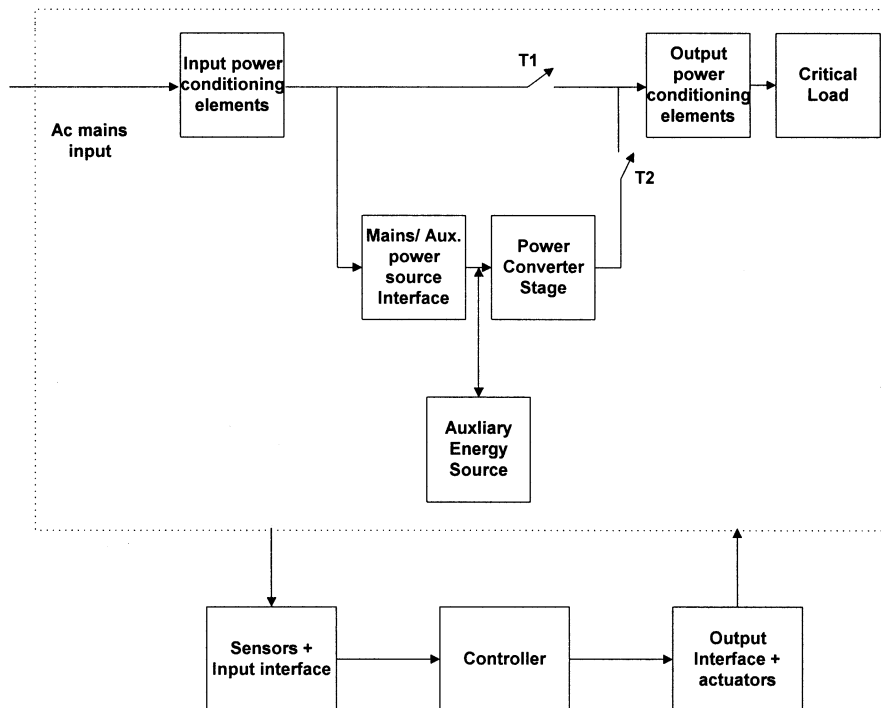 Input power
conditioning
elements
T1
Output
power
conditioning
elements
Critical
Load
Ac mains
input
T2
Mains/ Aux.
power
source
Interface
Power
Converter
Stage
Auxliary
Energy
Source
Sensors +
Input interface
Controller
Output
Interface +
actuators